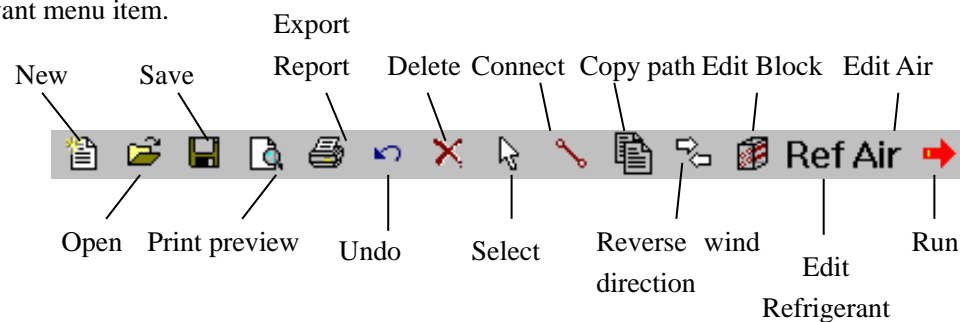 vant menu item.
Export
Report
New
Save
Delete
Connect
Copy path
Edit Block
Edit Air
Ref Air
Open
Print preview
Undo
Select
Reverse wind
direction
Edit
Refrigerant
Run